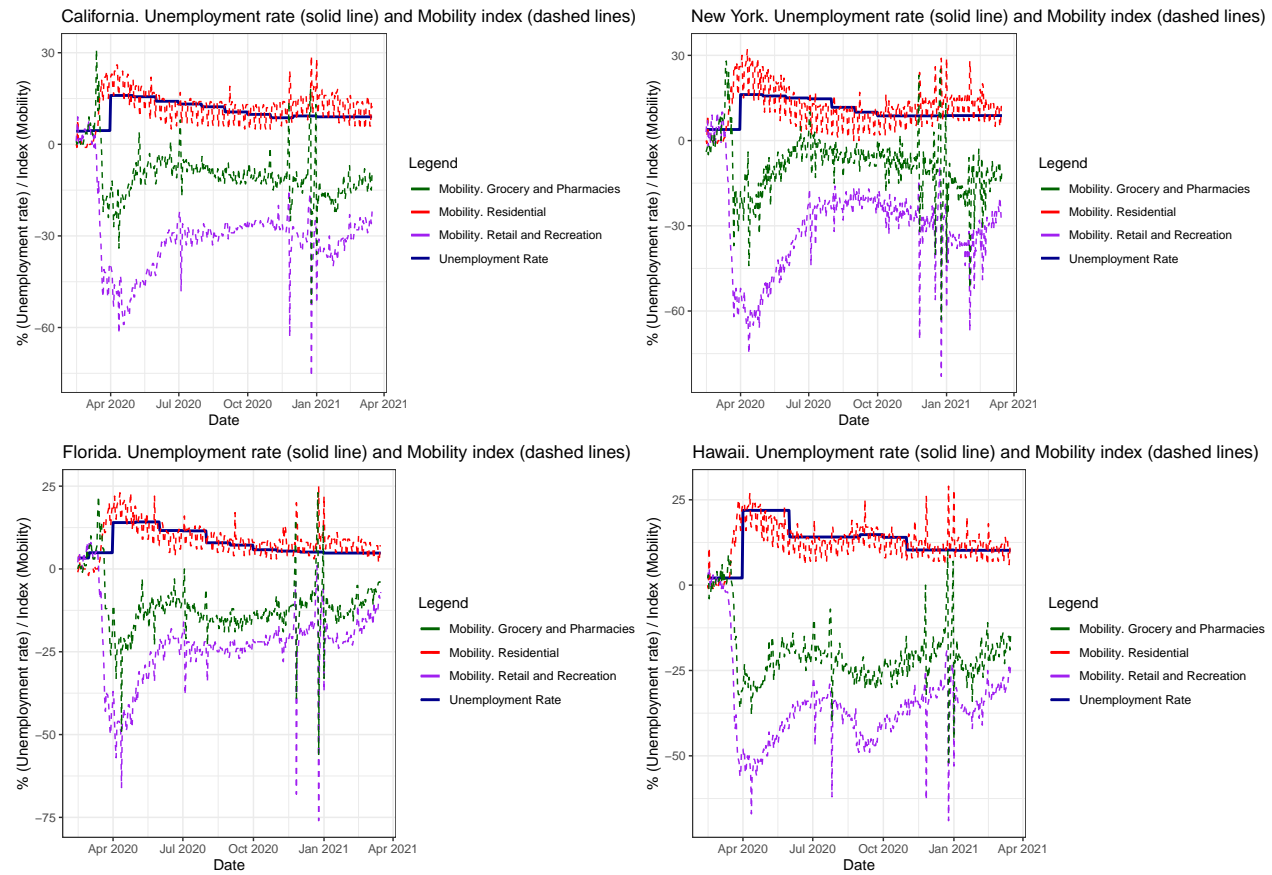 California. Unemployment rate (solid line) and Mobility index (dashed lines)
% (Unemployment rate) / Index (Mobility)
30
0
−30
−60
Apr 2020 Jul 2020 Oct 2020 Jan 2021 Apr 2021
Date
Legend
Mobility. Grocery and Pharmacies
Mobility. Residential
Mobility. Retail and Recreation
Unemployment Rate
New York. Unemployment rate (solid line) and Mobility index (dashed lines)
% (Unemployment rate) / Index (Mobility)
30
0
−30
−60
Apr 2020 Jul 2020 Oct 2020 Jan 2021 Apr 2021
Date
Legend
Mobility. Grocery and Pharmacies
Mobility. Residential
Mobility. Retail and Recreation
Unemployment Rate
Florida. Unemployment rate (solid line) and Mobility index (dashed lines)
% (Unemployment rate) / Index (Mobility)
25
0
−25
−50
−75
Apr 2020 Jul 2020 Oct 2020 Jan 2021 Apr 2021
Date
Legend
Mobility. Grocery and Pharmacies
Mobility. Residential
Mobility. Retail and Recreation
Unemployment Rate
Hawaii. Unemployment rate (solid line) and Mobility index (dashed lines)
% (Unemployment rate) / Index (Mobility)
25
0
−25
−50
Apr 2020 Jul 2020 Oct 2020 Jan 2021 Apr 2021
Date
Legend
Mobility. Grocery and Pharmacies
Mobility. Residential
Mobility. Retail and Recreation
Unemployment Rate